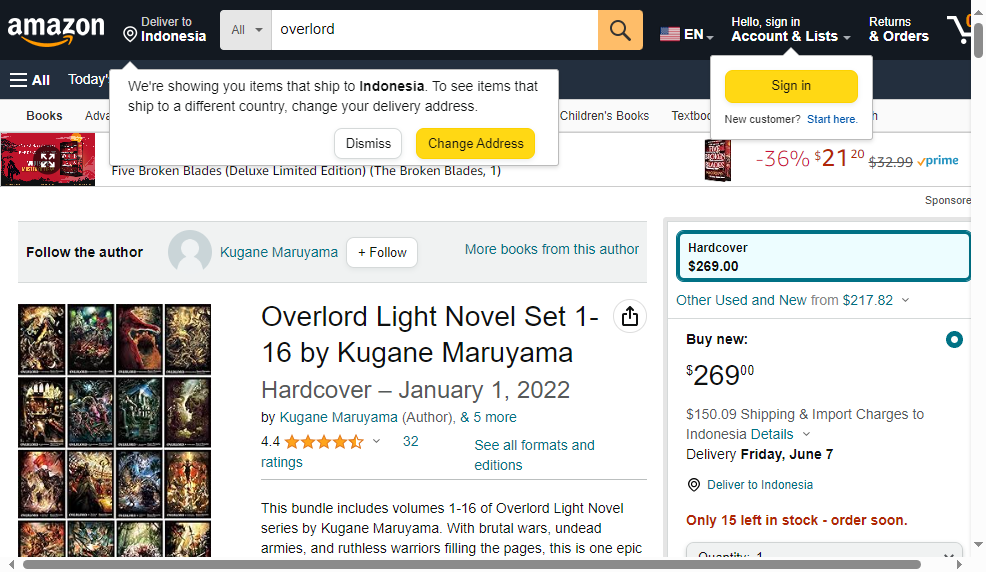 amazon
Deliver to
Indonesia
All
overlord
EN
Hello, sign in
Account & Lists
Returns
& Orders
0
All
Today'
We're showing you items that ship to Indonesia. To see items that
ship to a different country, change your delivery address.
Dismiss
Change Address
Sign in
New customer? Start here.
Books
Children's Books
Five Broken Blades (Deluxe Limited Edition) (The Broken Blades, 1)
BROKEN
BLADES
-36% $21 20 $32.99 prime
Follow the author
Kugane Maruyama
+ Follow
More books from this author
Overlord Light Novel Set 1-
16 by Kugane Maruyama
Hardcover – January 1, 2022
by Kugane Maruyama (Author), & 5 more
4.4
32
ratings
See all formats and
editions
This bundle includes volumes 1-16 of Overlord Light Novel
series by Kugane Maruyama. With brutal wars, undead
armies, and ruthless warriors filling the pages, this is one epic
Hardcover
$269.00
Other Used and New from $217.82
Buy new:
$269 00
$150.09 Shipping & Import Charges to
Indonesia Details
Delivery Friday, June 7
Deliver to Indonesia
Only 15 left in stock - order soon.
Quantity: 1